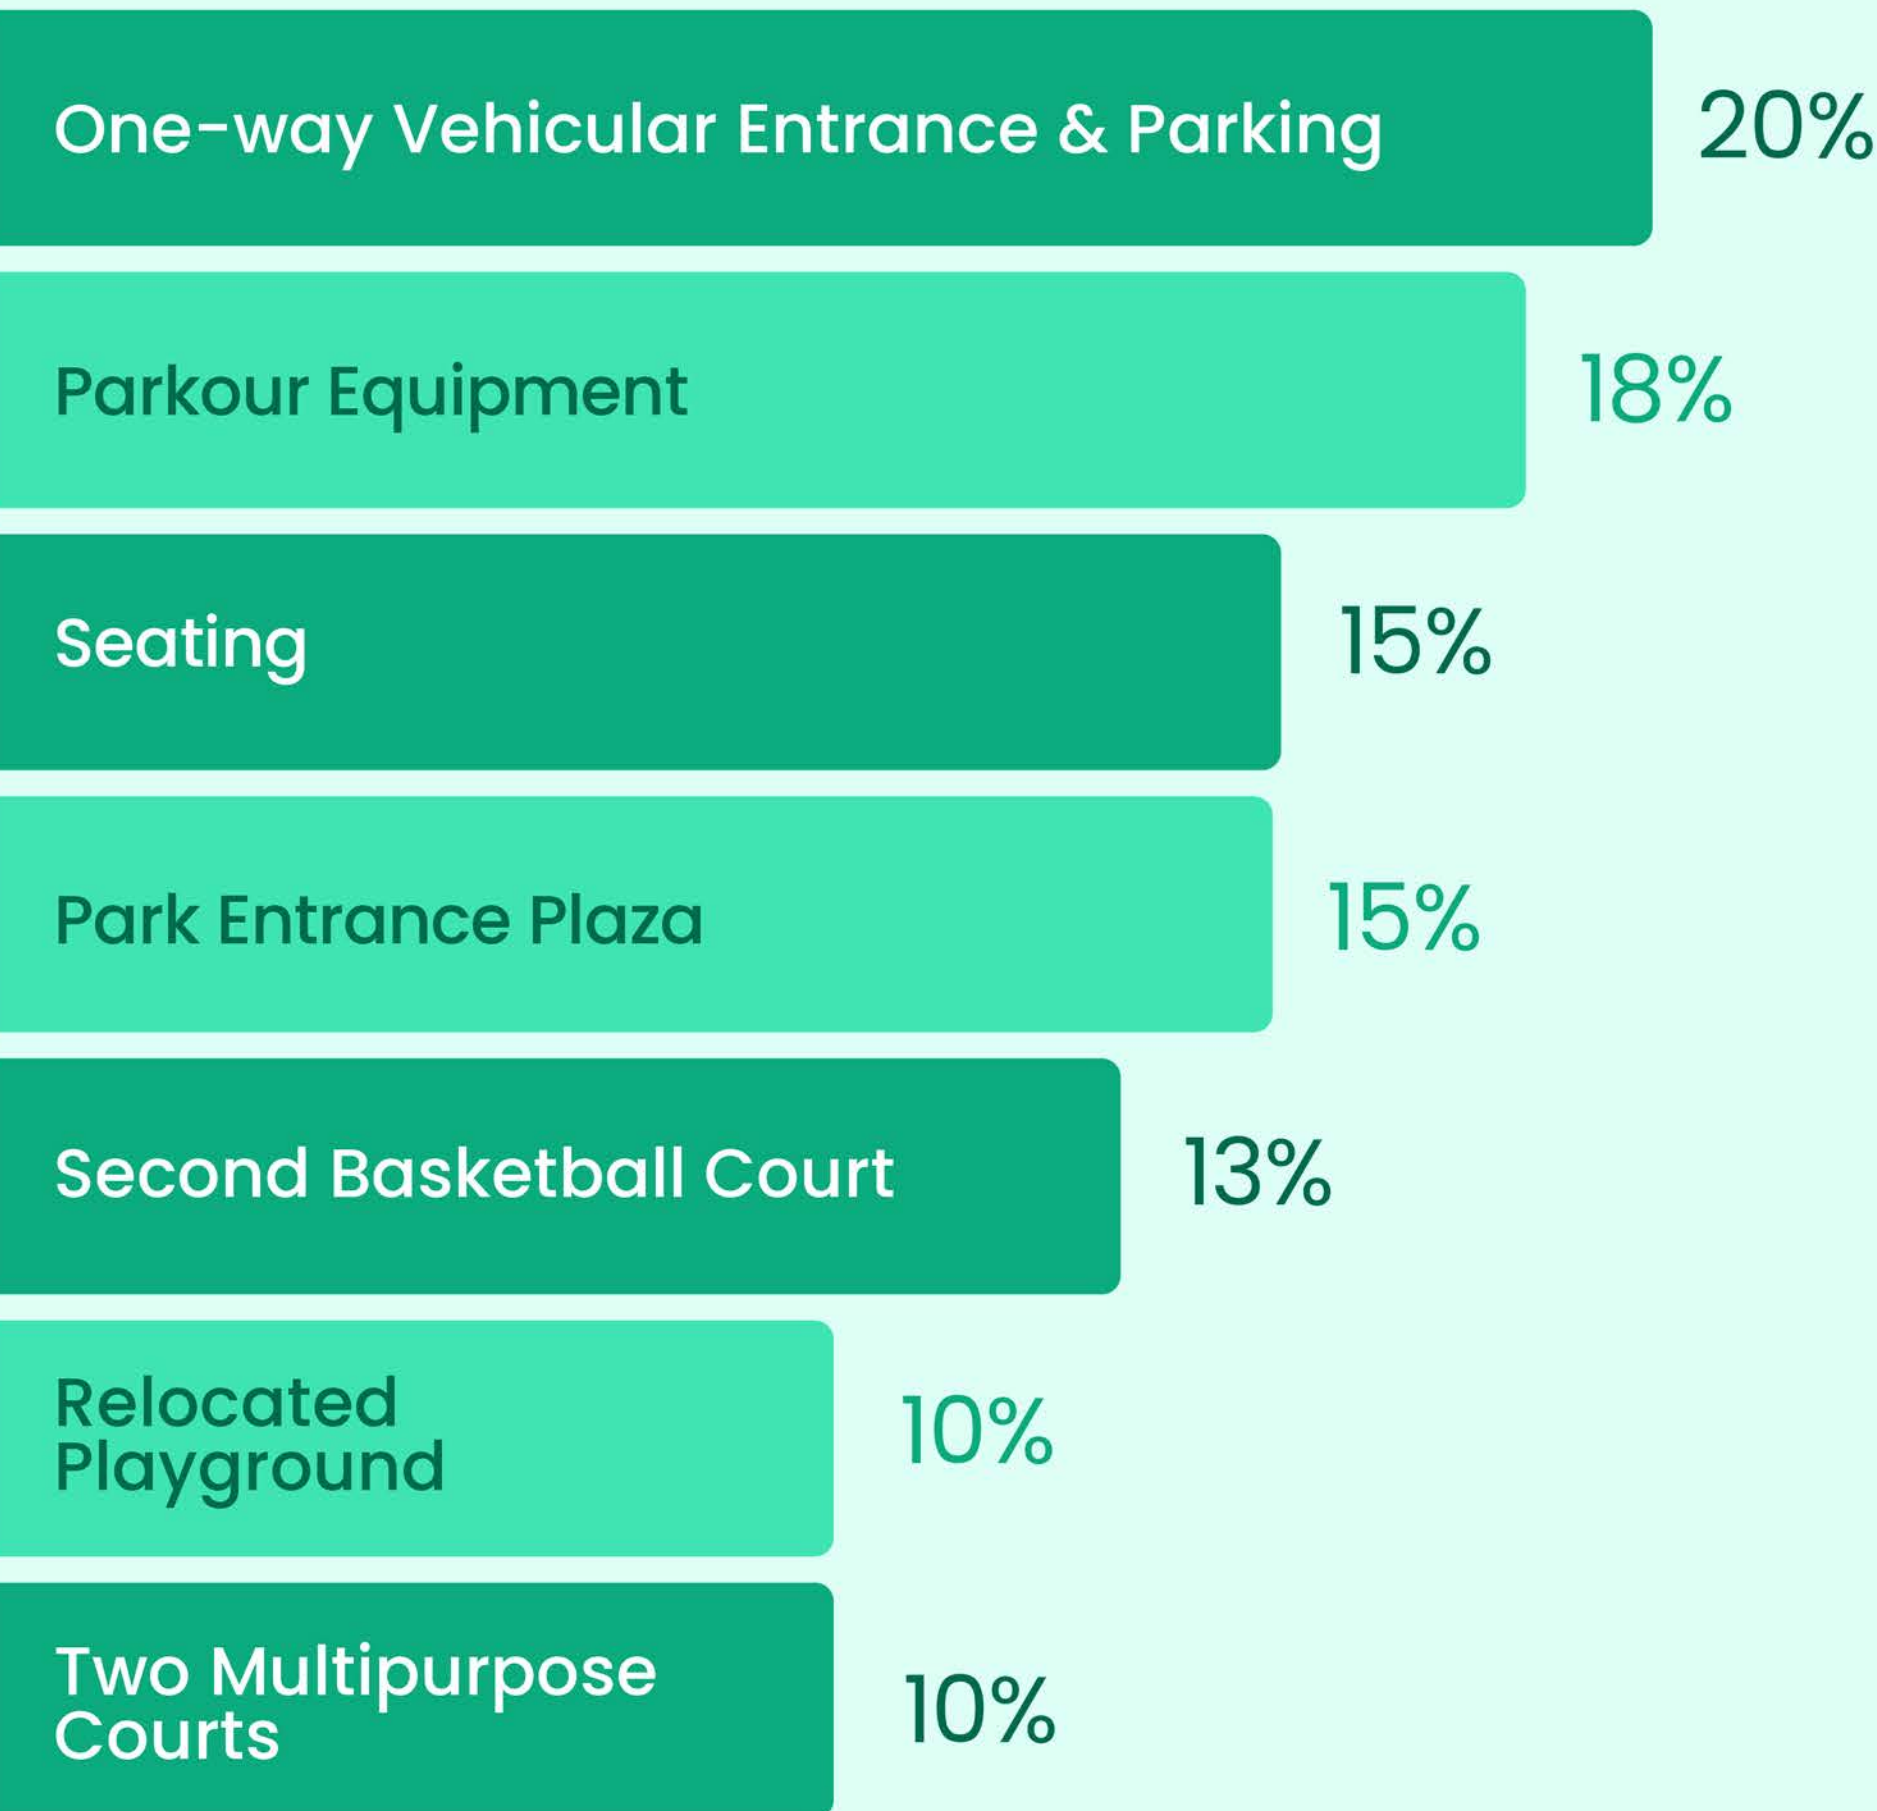 One-way Vehicular Entrance & Parking 20%
Parkour Equipment 18%
Seating 15%
Park Entrance Plaza 15%
Second Basketball Court 13%
Relocated
Playground
10%
Two Multipurpose
Courts
10%